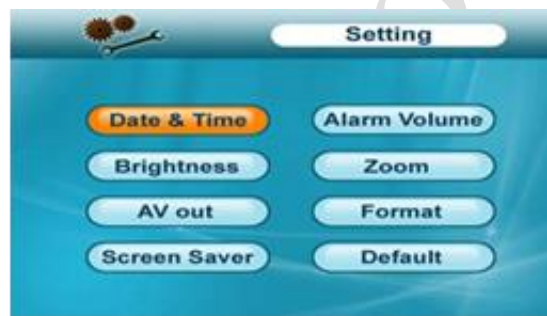 Setting
Date & Time
Alarm Volume
Brightness
Zoom
AV out
Format
Screen Saver
Default